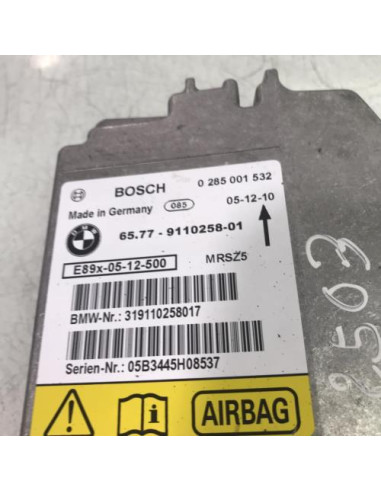 BOSCH 0 285 001 532
Made in Germany 085 05-12-10
65.77 - 9110258-01
E89x-05-12-500 MRSZ5
BMW-Nr.: 319110258017
Serien-Nr.: 05B3445H08537
AIRBAG
2503